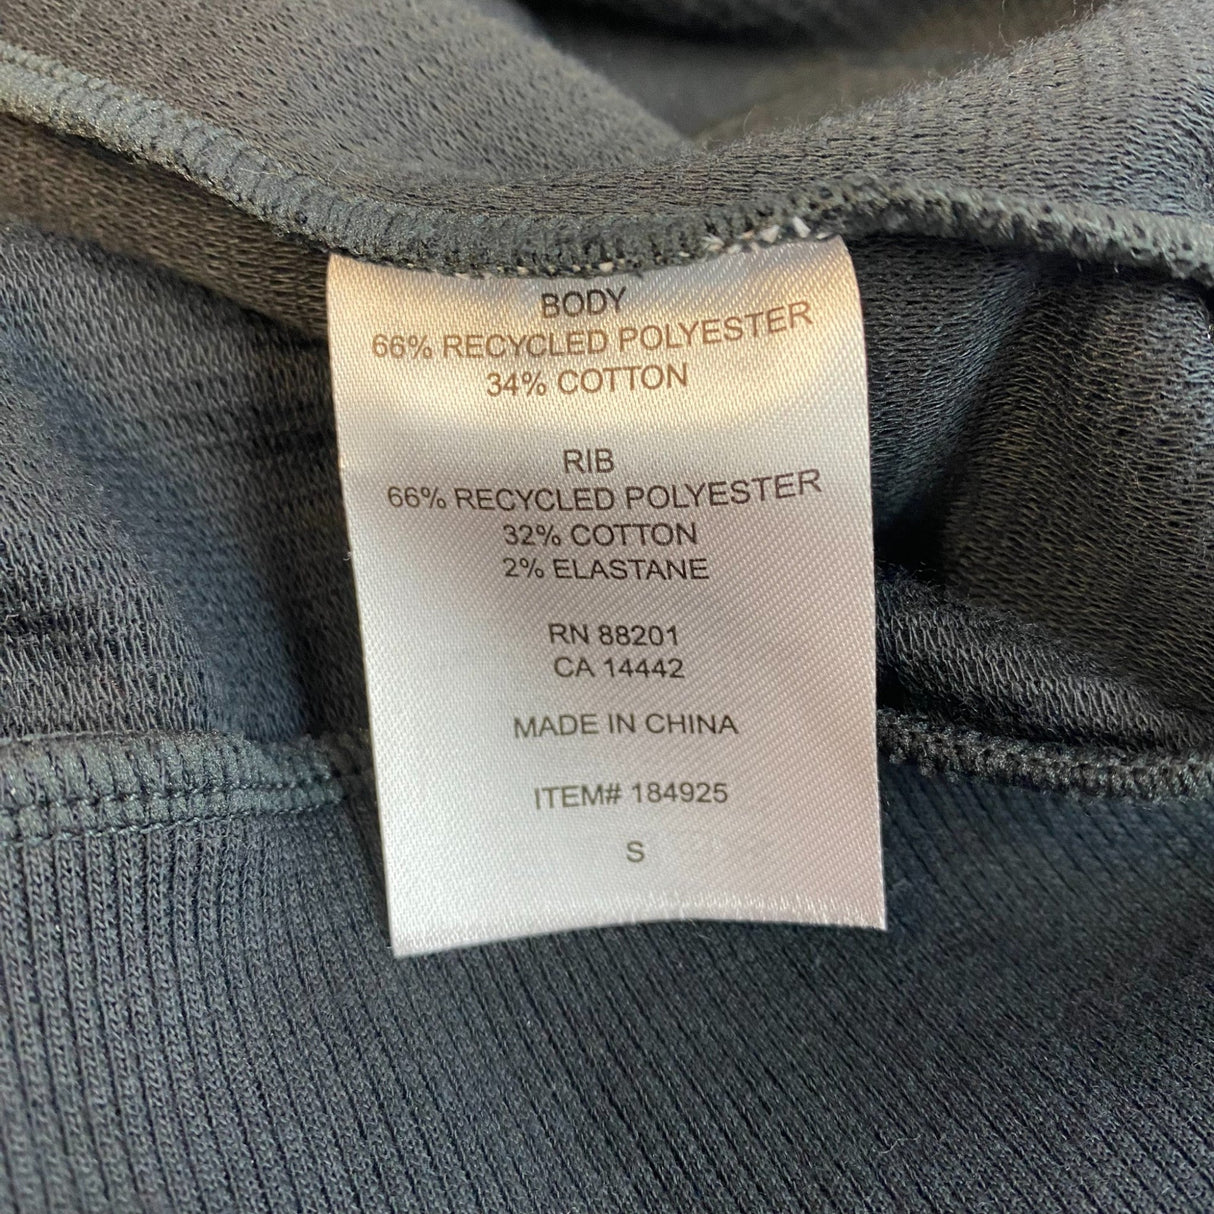 BODY
66% RECYCLED POLYESTER
34% COTTON
RIB
66% RECYCLED POLYESTER
32% COTTON
2% ELASTANE
RN 88201
CA 14442
MADE IN CHINA
ITEM# 184925
S